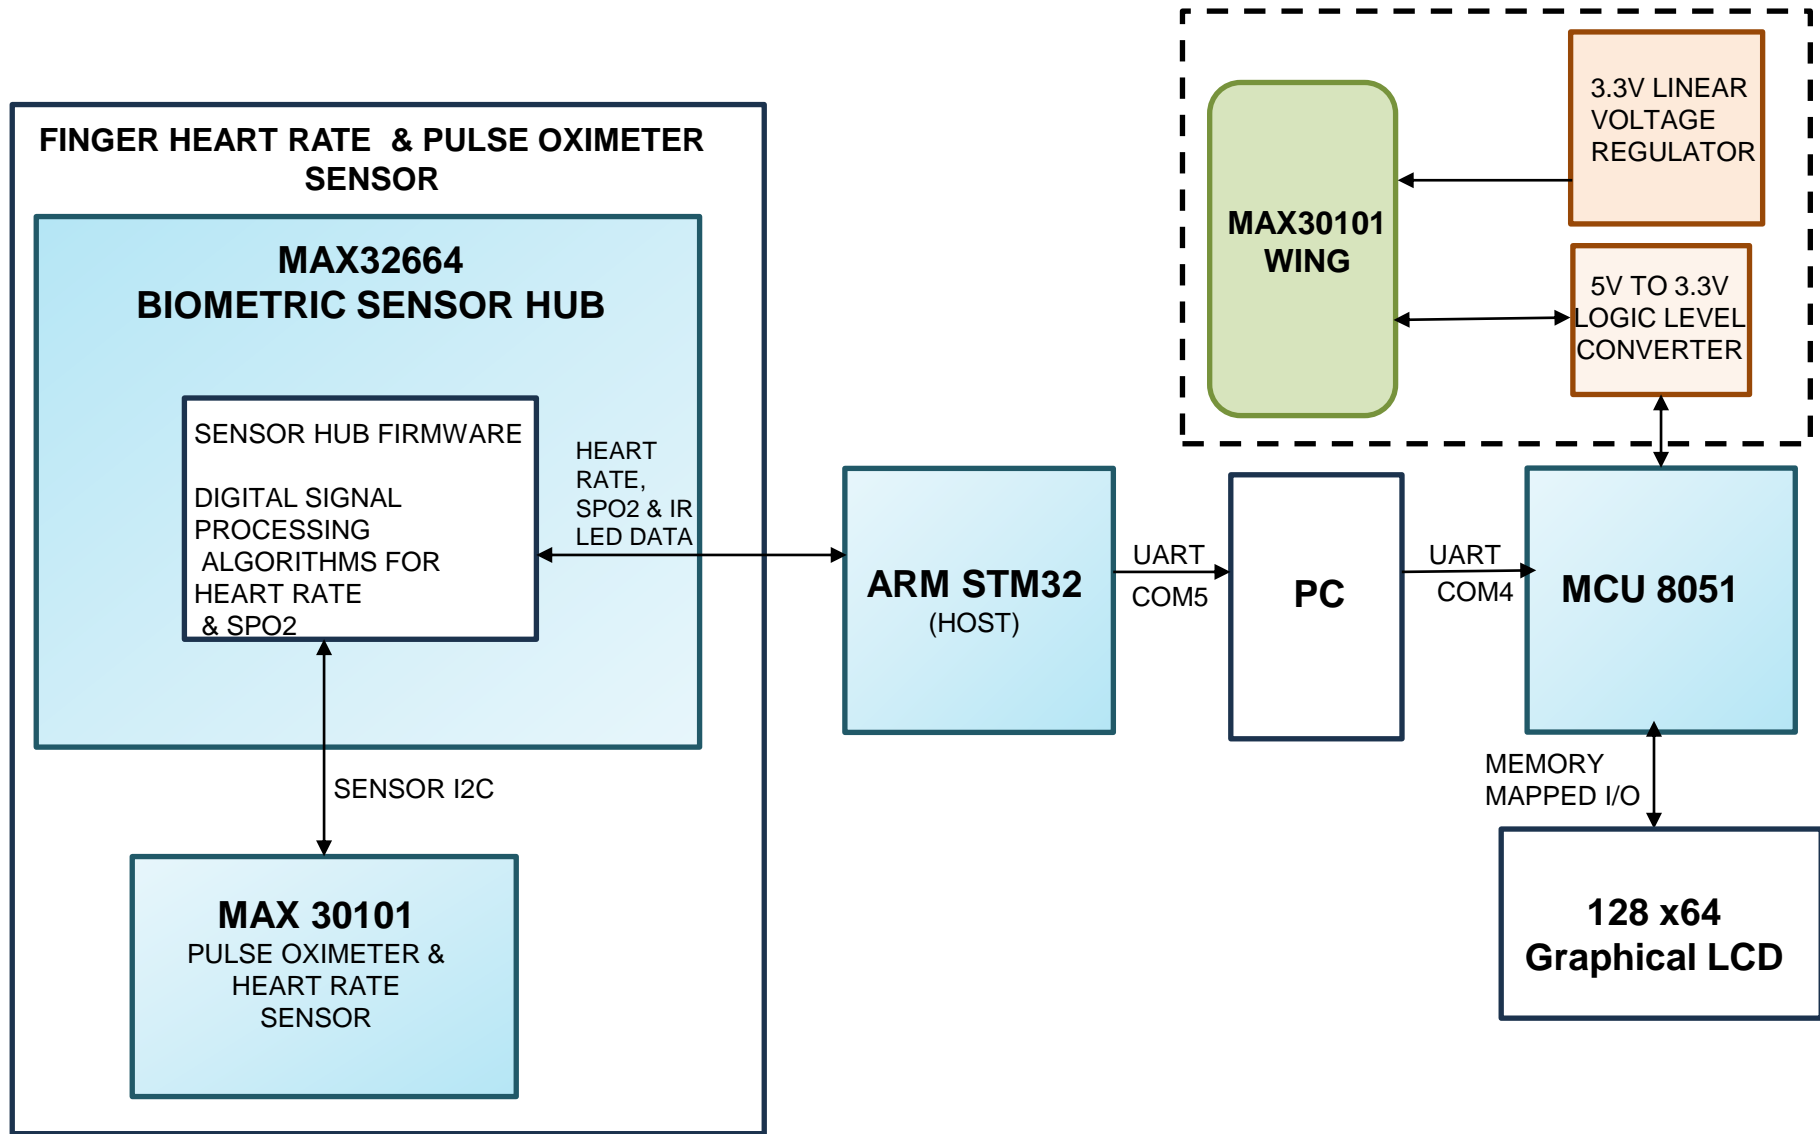 FINGER HEART RATE & PULSE OXIMETER
SENSOR
MAX32664
BIOMETRIC SENSOR HUB
SENSOR HUB FIRMWARE
DIGITAL SIGNAL
PROCESSING
ALGORITHMS FOR
HEART RATE
& SPO2
HEART
RATE,
SPO2 & IR
LED DATA
SENSOR I2C
MAX 30101
PULSE OXIMETER &
HEART RATE
SENSOR
ARM STM32
(HOST)
UART
COM5
PC
UART
COM4
MCU 8051
MAX30101
WING
3.3V LINEAR
VOLTAGE
REGULATOR
5V TO 3.3V
LOGIC LEVEL
CONVERTER
MEMORY
MAPPED I/O
128 x64
Graphical LCD